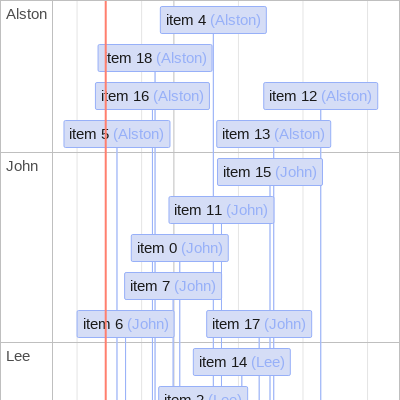 Alston
item 4 (Alston)
item 18 (Alston)
item 16 (Alston)
item 12 (Alston)
item 5 (Alston)
item 13 (Alston)
John
item 15 (John)
item 11 (John)
item 0 (John)
item 7 (John)
item 6 (John)
item 17 (John)
Lee
item 14 (Lee)
item 2 (Lee)